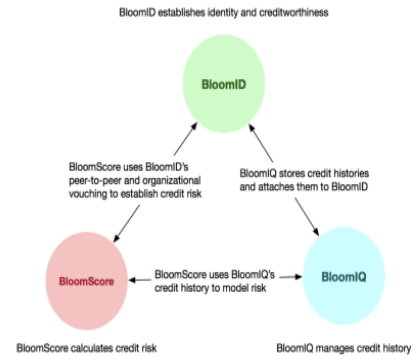 BloomID establishes identity and creditworthiness
BloomID
BloomScore uses BloomID's
peer-to-peer and organizational
vouching to establish credit risk
BloomIQ stores credit histories
and attaches them to BloomID
BloomScore
BloomScore uses BloomIQ's
credit history to model risk
BloomIQ
BloomScore calculates credit risk
BloomIQ manages credit history